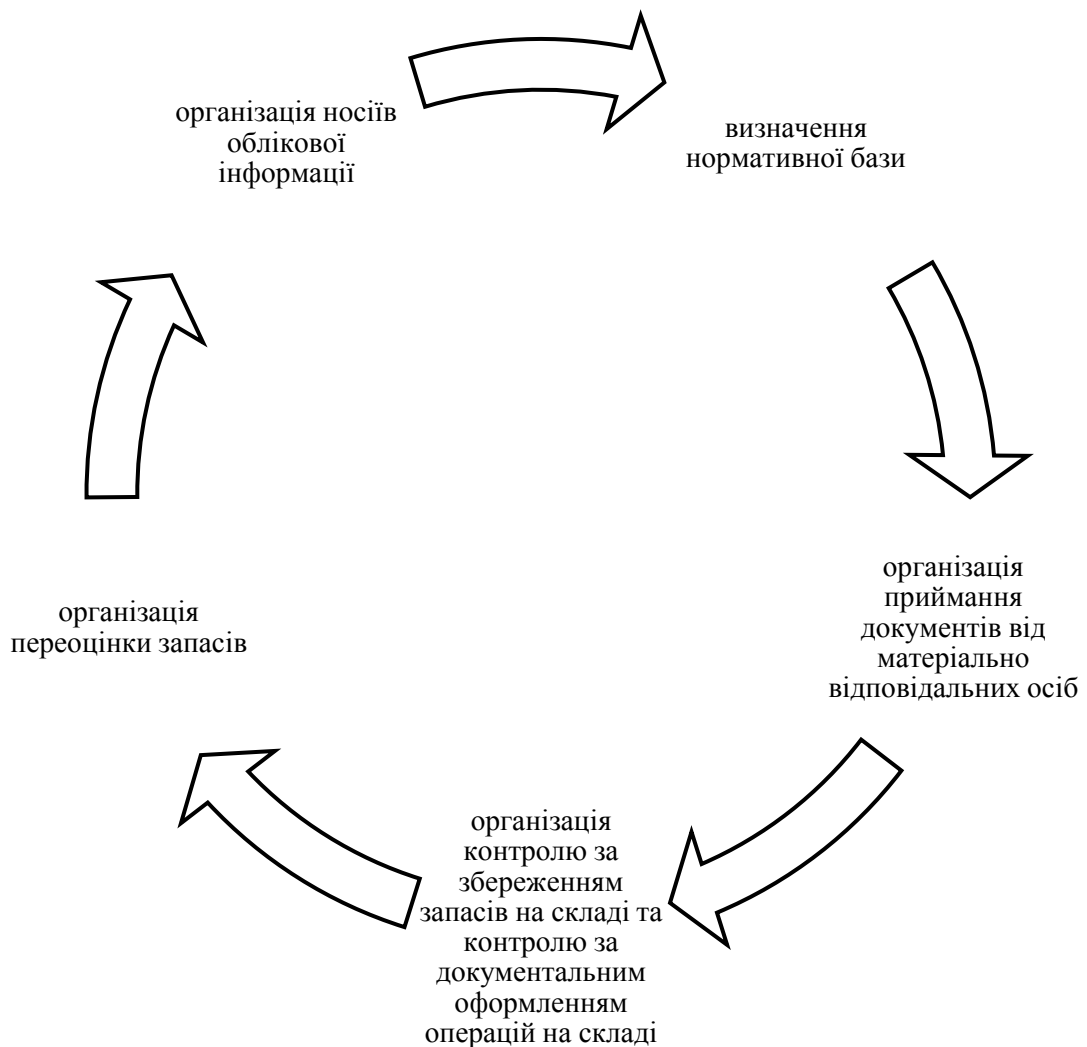 організація носіїв
облікової
інформації
визначення
нормативної бази
організація
приймання
документів від
матеріально
відповідальних осіб
організація
контролю за
збереженням
запасів на складі та
контролю за
документальним
оформленням
операцій на складі
організація
переоцінки запасів